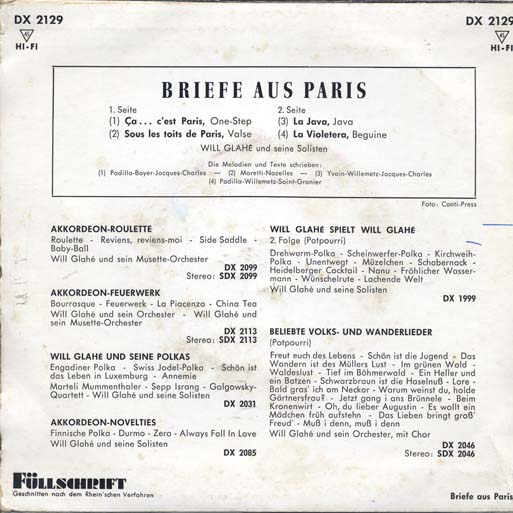 DX 2129
DX 2129
45
45
HI-FI
HI-FI
BRIEFE AUS PARIS
1. Seite
2. Seite
(1) Ça... c'est Paris, One-Step
(3) La Java, Java
(2) Sous les toits de Paris, Valse
(4) La Violetera, Beguine
WILL GLAHÉ und seine Solisten
Die Melodien und Texte schrieben:
(1) Padilla-Boyer-Jacques-Charles — (2) Moretti-Nazelles — (3) Yvain-Willemetz-Jacques-Charles
(4) Padilla-Willemetz-Saint-Granier
Foto: Conti-Press
AKKORDEON-ROULETTE
Roulette - Reviens, reviens-moi - Side Saddle -
Baby-Ball
Will Glahé und sein Musette-Orchester
DX 2099
Stereo: SDX 2099
AKKORDEON-FEUERWERK
Bourrasque - Feuerwerk - La Piacenza - China Tea
Will Glahé und sein Orchester - Will Glahé und
sein Musette-Orchester
DX 2113
Stereo: SDX 2113
WILL GLAHÉ UND SEINE POLKAS
Engadiner Polka - Swiss Jodel-Polka - Schön ist
das Leben in Luxemburg - Annemie
Marteli Mummenthaler - Sepp Israng - Golgowsky-
Quartett - Will Glahé und seine Solisten
DX 2031
AKKORDEON-NOVELTIES
Finnische Polka - Durmo - Zero - Always Fall In Love
Will Glahé und seine Solisten
DX 2085
WILL GLAHÉ SPIELT WILL GLAHÉ
2. Folge (Potpourri)
Drehwurm-Polka - Scheinwerfer-Polka - Kirchweih-
Polka - Unentwegt - Müzelchen - Schabernack -
Heidelberger Cocktail - Nanu - Fröhlicher Wasser-
mann - Wünschelrute - Lachende Welt
Will Glahé und seine Solisten
DX 1999
BELIEBTE VOLKS- UND WANDERLIEDER
(Potpourri)
Freut euch des Lebens - Schön ist die Jugend - Das
Wandern ist des Müllers Lust - Im grünen Wald -
Waldeslust - Tief im Böhmerwald - Ein Heller und
ein Batzen - Schwarzbraun ist die Haselnuß - Lore -
Bald gras' ich am Neckar - Warum weinst du, holde
Gärtnersfrau? - Jetzt gang i ans Brünnele - Beim
Kronenwirt - Oh, du lieber Augustin - Es wollt ein
Mädchen früh aufstehn - Das Lieben bringt groß'
Freud' - Muß i denn, muß i denn
Will Glahé und sein Orchester, mit Chor
DX 2046
Stereo: SDX 2046
FÜLLSCHRIFT
Geschnitten nach dem Rhein'schen Verfahren
Briefe aus Paris